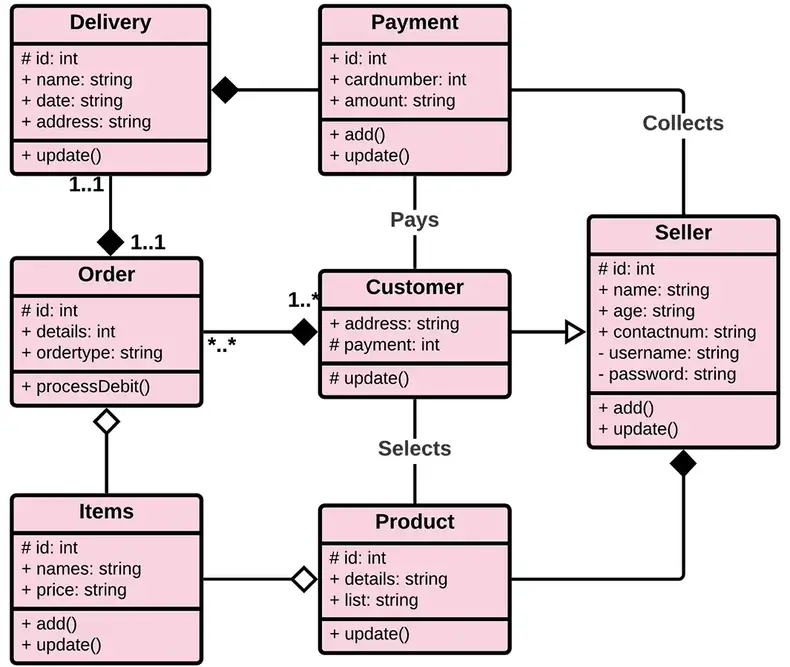 Delivery
# id: int
+ name: string
+ date: string
+ address: string
+ update()
Payment
+ id: int
+ cardnumber: int
+ amount: string
+ add()
+ update()
Collects
1..1
1..1
Pays
Order
# id: int
+ details: int
+ ordertype: string
+ processDebit()
1..*
*..*
Customer
+ address: string
# payment: int
# update()
Seller
# id: int
+ name: string
+ age: string
+ contactnum: string
- username: string
- password: string
+ add()
+ update()
Selects
Items
# id: int
+ names: string
+ price: string
+ add()
+ update()
Product
# id: int
+ details: string
+ list: string
+ update()